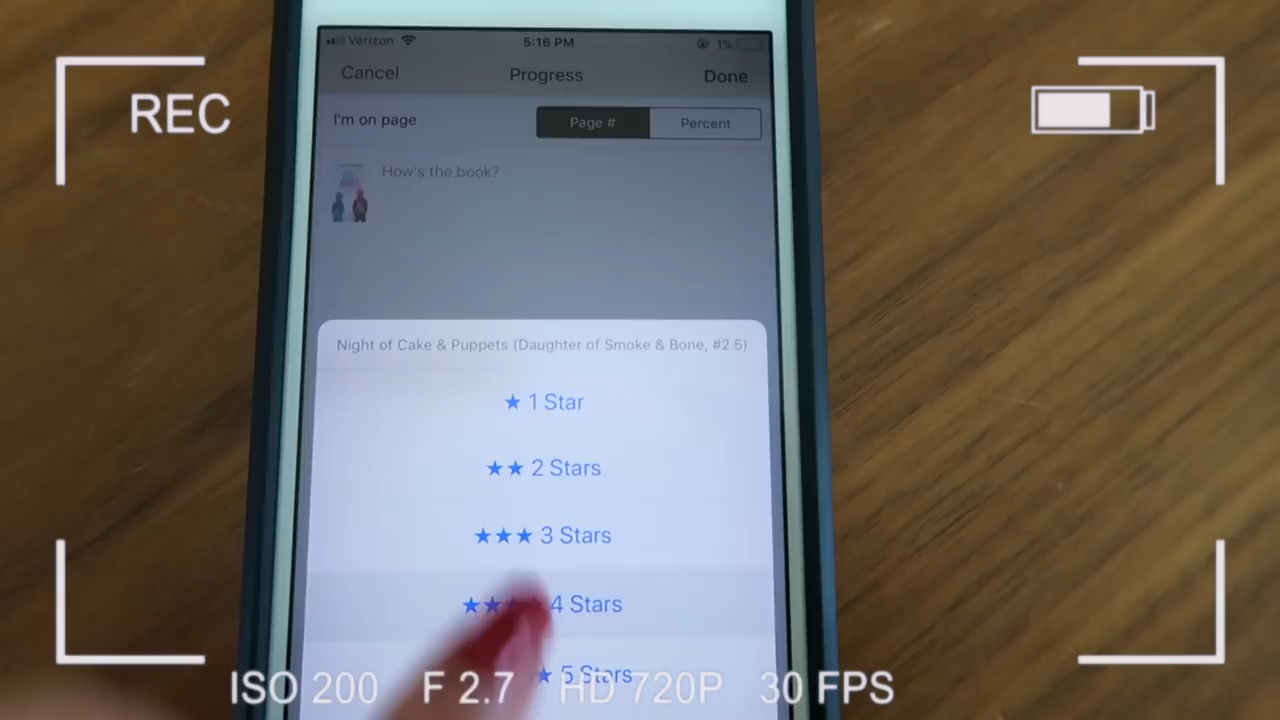 Verizon 5:16 PM 1%
Cancel Progress Done
REC
I'm on page Page # Percent
How's the book?
Night of Cake & Puppets (Daughter of Smoke & Bone, #2.5)
★ 1 Star
★★ 2 Stars
★★★ 3 Stars
★★ 4 Stars
★ 5 Stars
ISO 200 F 2.7 HD 720P 30 FPS